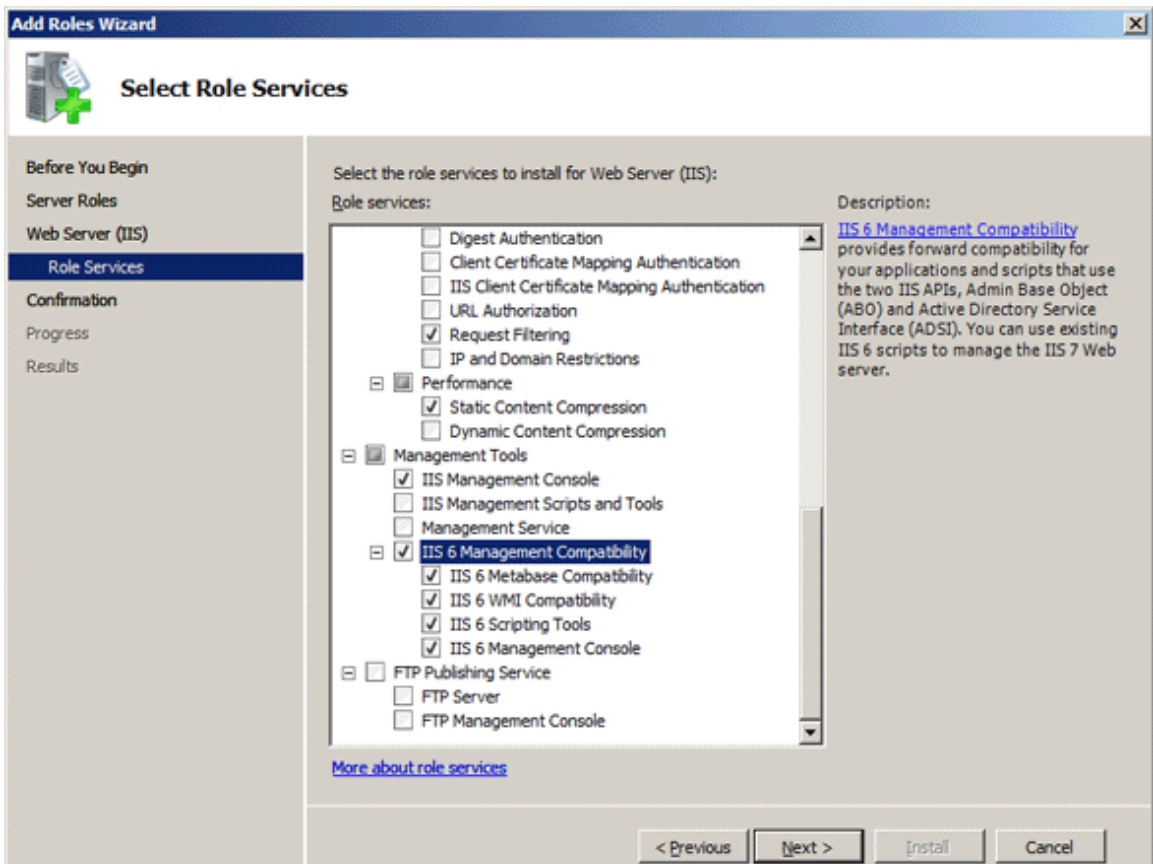 Add Roles Wizard
Select Role Services
Before You Begin
Server Roles
Web Server (IIS)
Role Services
Confirmation
Progress
Results
Select the role services to install for Web Server (IIS):
Role services:
Digest Authentication
Client Certificate Mapping Authentication
IIS Client Certificate Mapping Authentication
URL Authorization
Request Filtering
IP and Domain Restrictions
Performance
Static Content Compression
Dynamic Content Compression
Management Tools
IIS Management Console
IIS Management Scripts and Tools
Management Service
IIS 6 Management Compatibility
IIS 6 Metabase Compatibility
IIS 6 WMI Compatibility
IIS 6 Scripting Tools
IIS 6 Management Console
FTP Publishing Service
FTP Server
FTP Management Console
More about role services
Description:
IIS 6 Management Compatibility
provides forward compatibility for
your applications and scripts that use
the two IIS APIs, Admin Base Object
(ABO) and Active Directory Service
Interface (ADSI). You can use existing
IIS 6 scripts to manage the IIS 7 Web
server.
< Previous
Next >
Install
Cancel